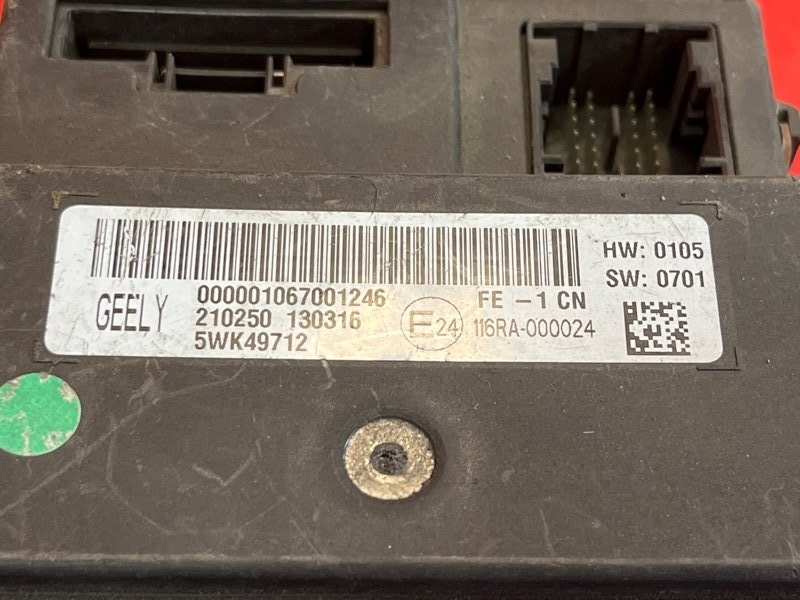 HW: 0105
SW: 0701
GEELY
000001067001246
FE - 1 CN
210250 130316
E24
116RA-000024
5WK49712